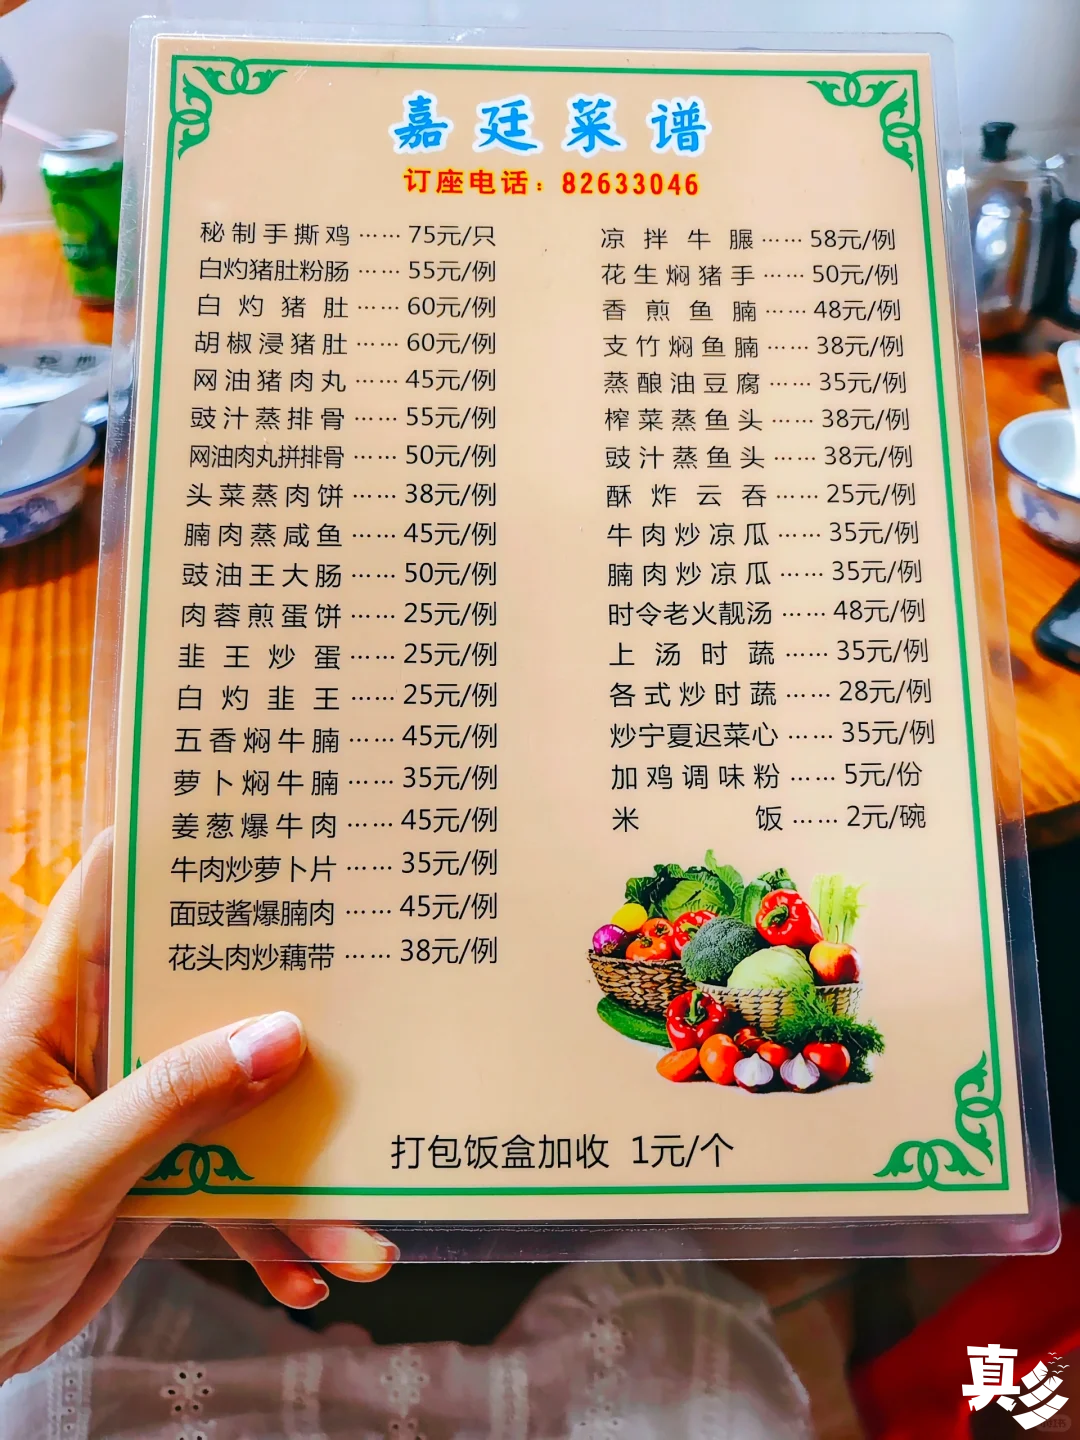 嘉廷菜谱
订座电话：82633046
秘制手撕鸡……75元/只
白灼猪肚粉肠……55元/例
白灼猪肚……60元/例
胡椒浸猪肚……60元/例
网油猪肉丸……45元/例
豉汁蒸排骨……55元/例
网油肉丸拼排骨……50元/例
头菜蒸肉饼……38元/例
腩肉蒸咸鱼……45元/例
豉油王大肠……50元/例
肉蓉煎蛋饼……25元/例
韭王炒蛋……25元/例
白灼韭王……25元/例
五香焖牛腩……45元/例
萝卜焖牛腩……35元/例
姜葱爆牛肉……45元/例
牛肉炒萝卜片……35元/例
面豉酱爆腩肉……45元/例
花头肉炒藕带……38元/例
凉拌牛𦟌……58元/例
花生焖猪手……50元/例
香煎鱼腩……48元/例
支竹焖鱼腩……38元/例
蒸酿油豆腐……35元/例
榨菜蒸鱼头……38元/例
豉汁蒸鱼头……38元/例
酥炸云吞……25元/例
牛肉炒凉瓜……35元/例
腩肉炒凉瓜……35元/例
时令老火靓汤……48元/例
上汤时蔬……35元/例
各式炒时蔬……28元/例
炒宁夏迟菜心……35元/例
加鸡调味粉……5元/份
米饭……2元/碗
打包饭盒加收 1元/个
真